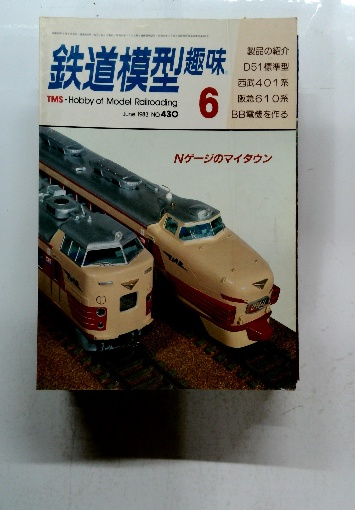 鉄道模型趣味
TMS・Hobby of Model Railroading
June 1983 NO.430
6
製品の紹介
D51標準型
西武401系
阪急610系
BB電機を作る
Nゲージのマイタウン